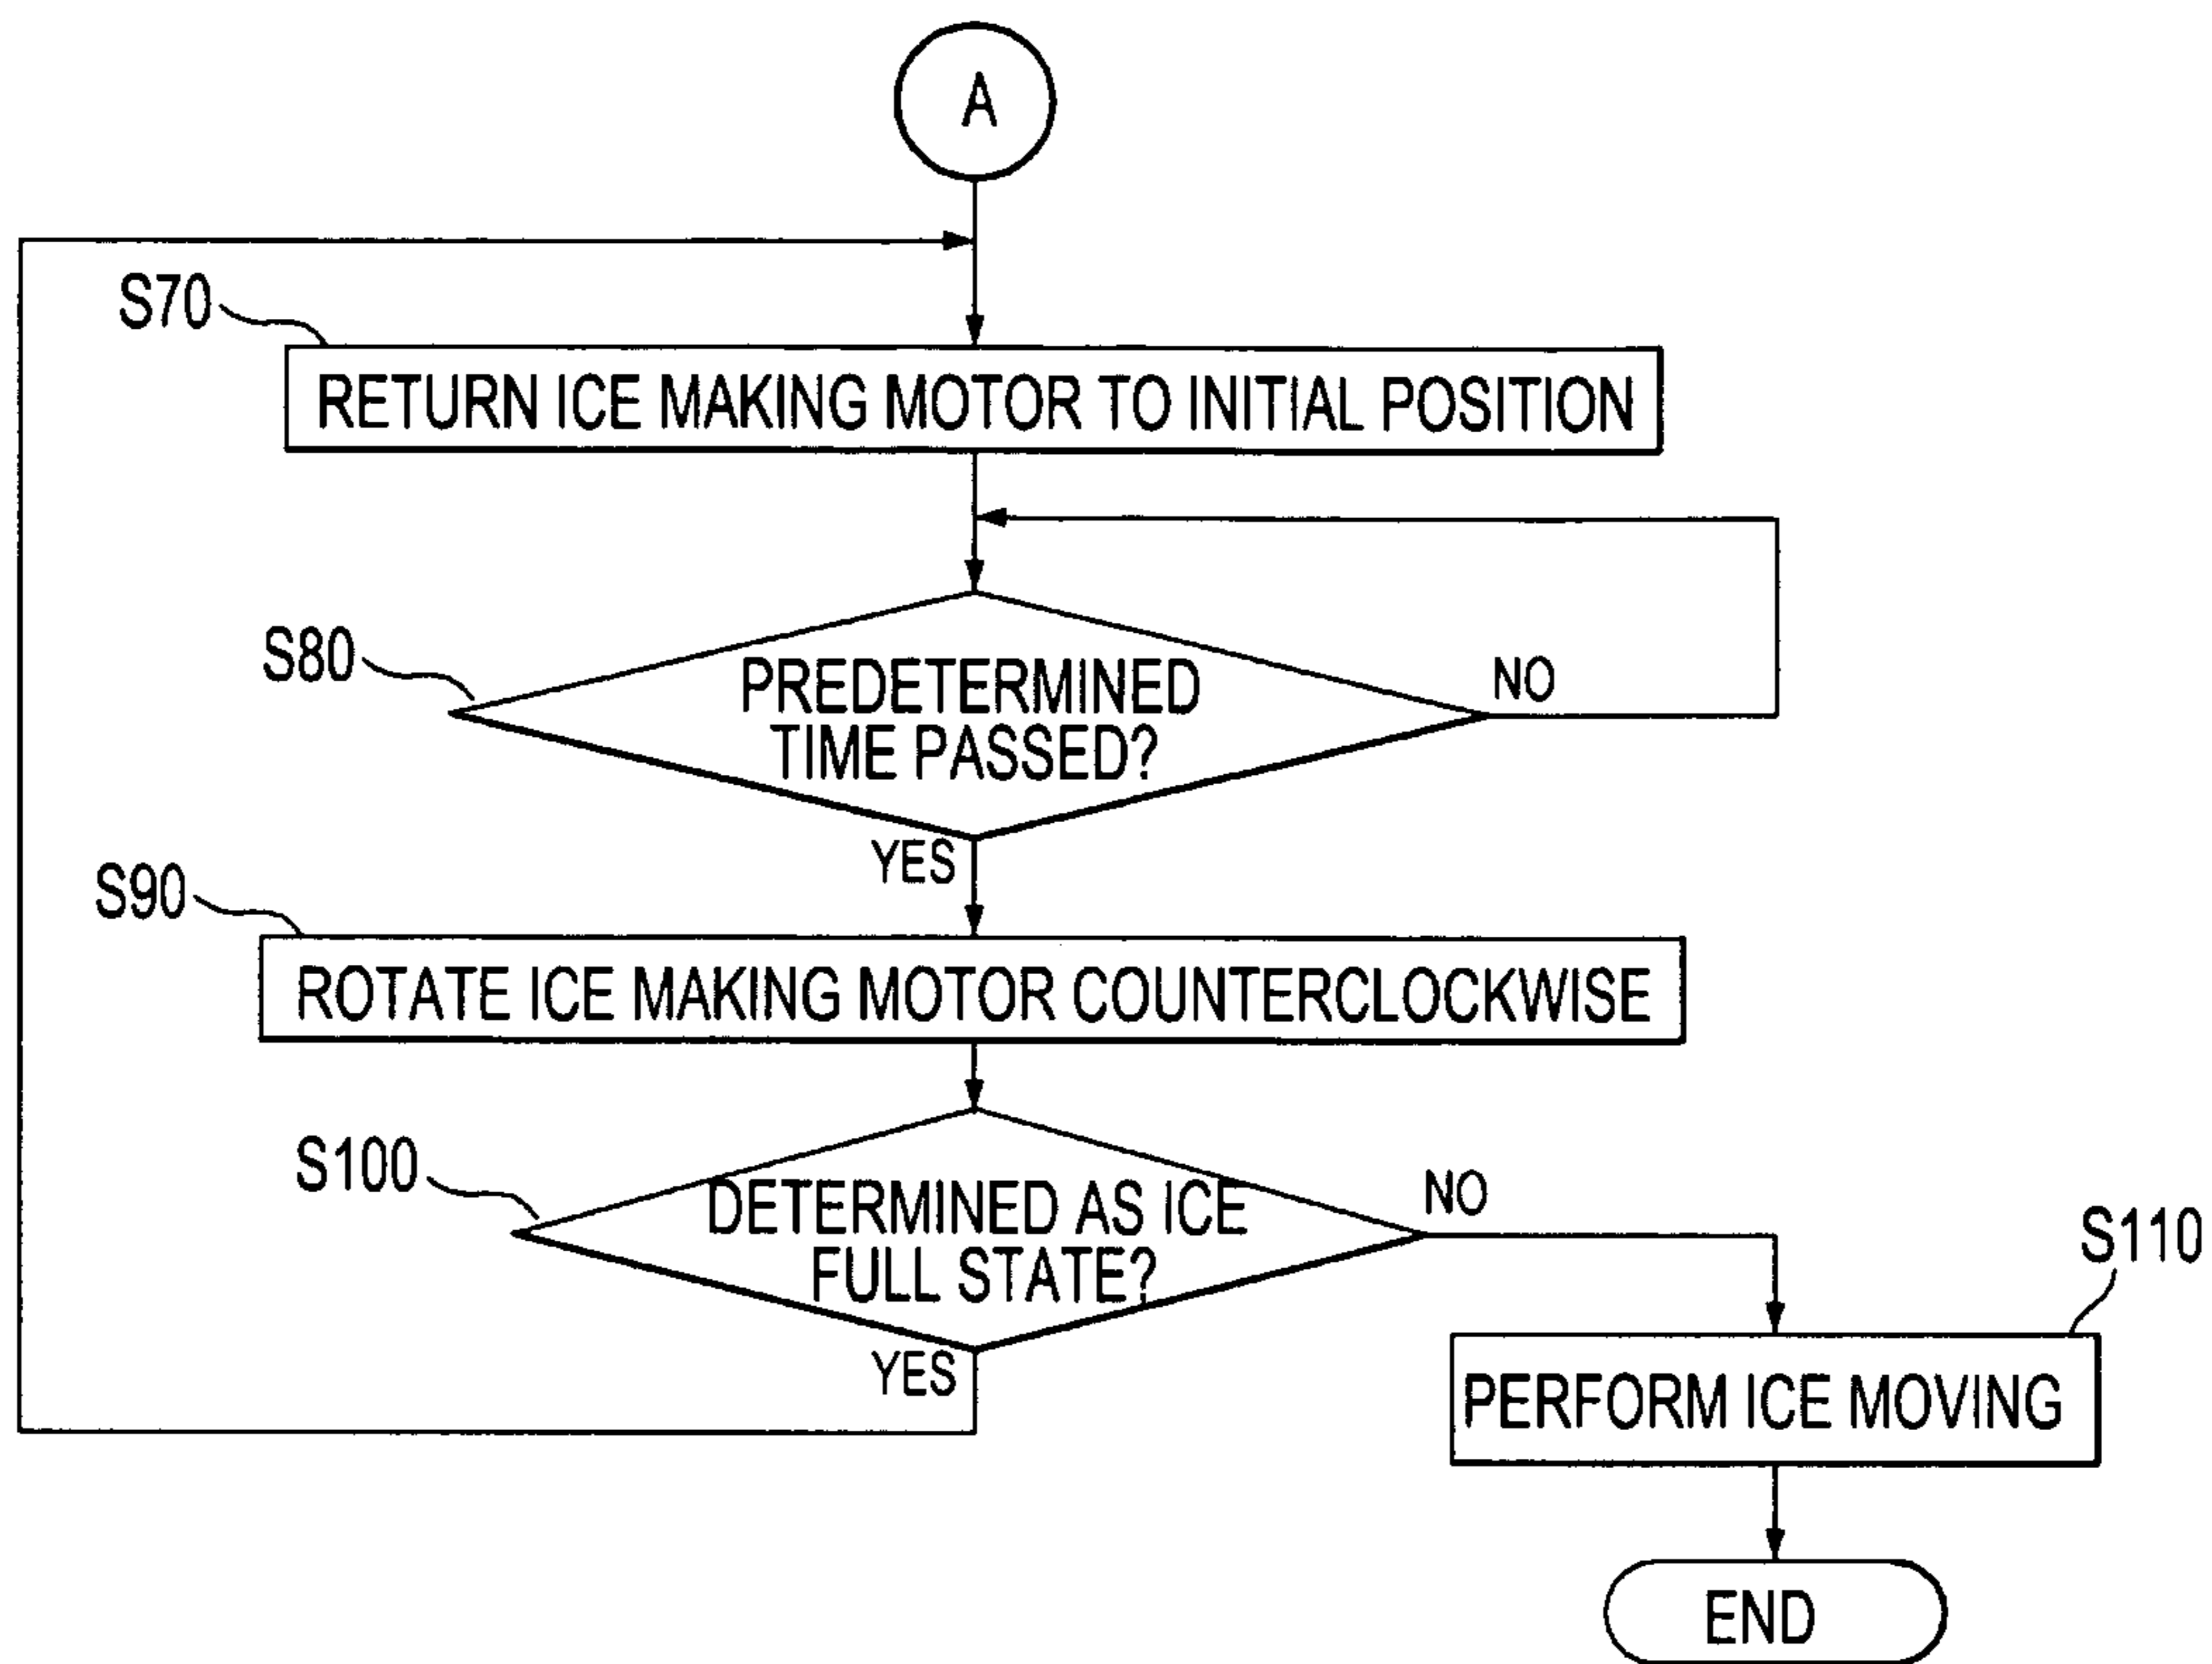 A
S70
RETURN ICE MAKING MOTOR TO INITIAL POSITION
S80
PREDETERMINED
TIME PASSED?
NO
YES
S90
ROTATE ICE MAKING MOTOR COUNTERCLOCKWISE
S100
DETERMINED AS ICE
FULL STATE?
NO
YES
S110
PERFORM ICE MOVING
END